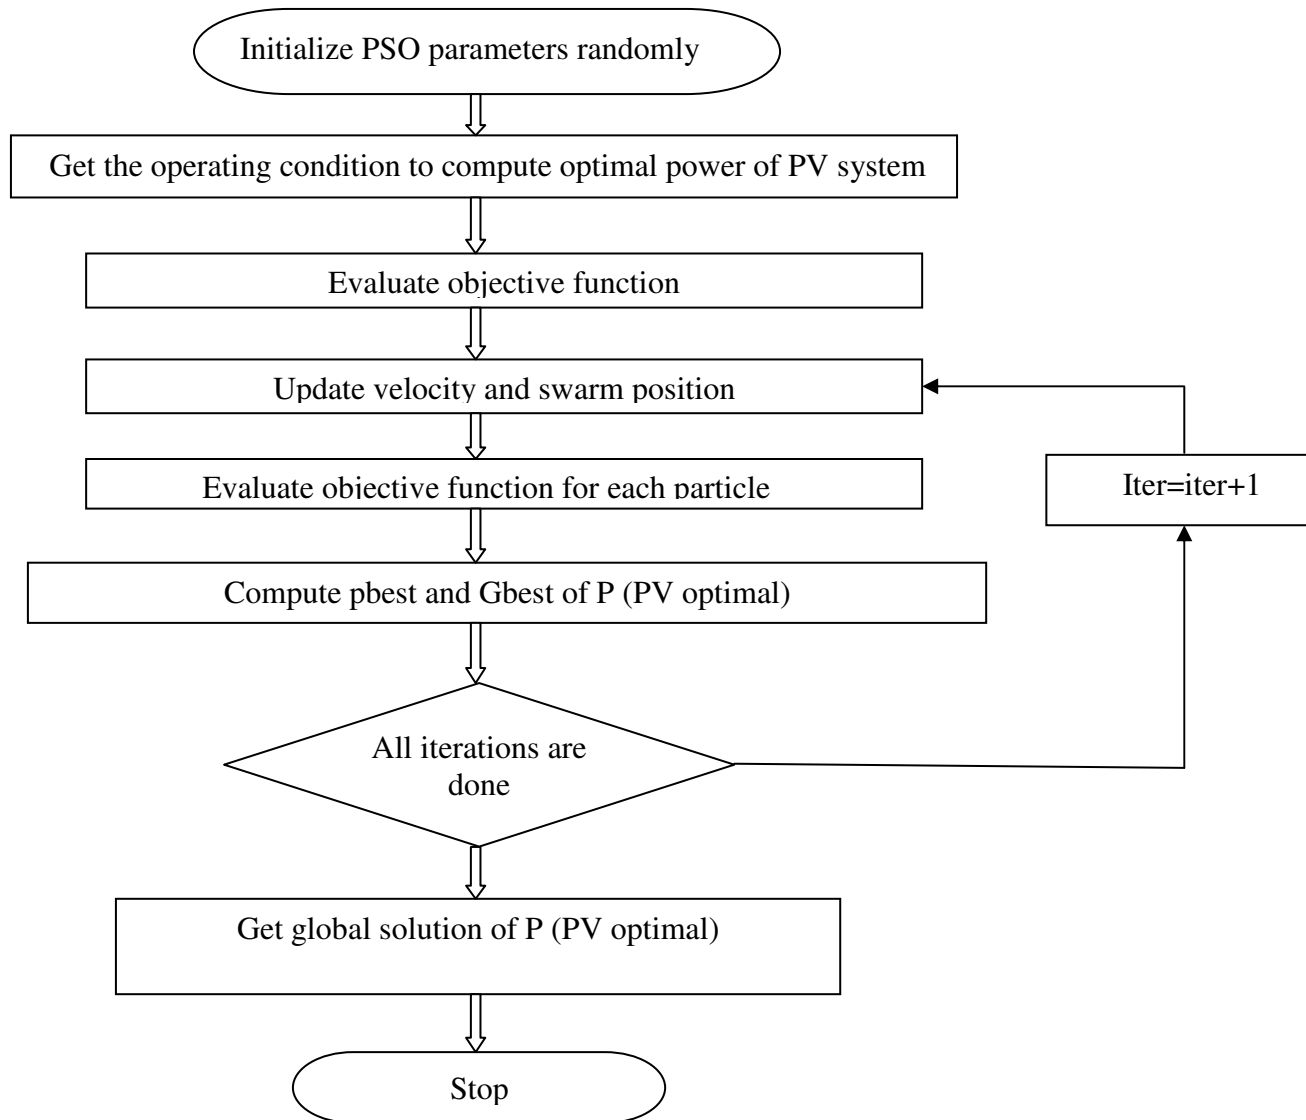 Initialize PSO parameters randomly
Get the operating condition to compute optimal power of PV system
Evaluate objective function
Update velocity and swarm position
Evaluate objective function for each particle
Iter=iter+1
Compute pbest and Gbest of P (PV optimal)
All iterations are
done
Get global solution of P (PV optimal)
Stop